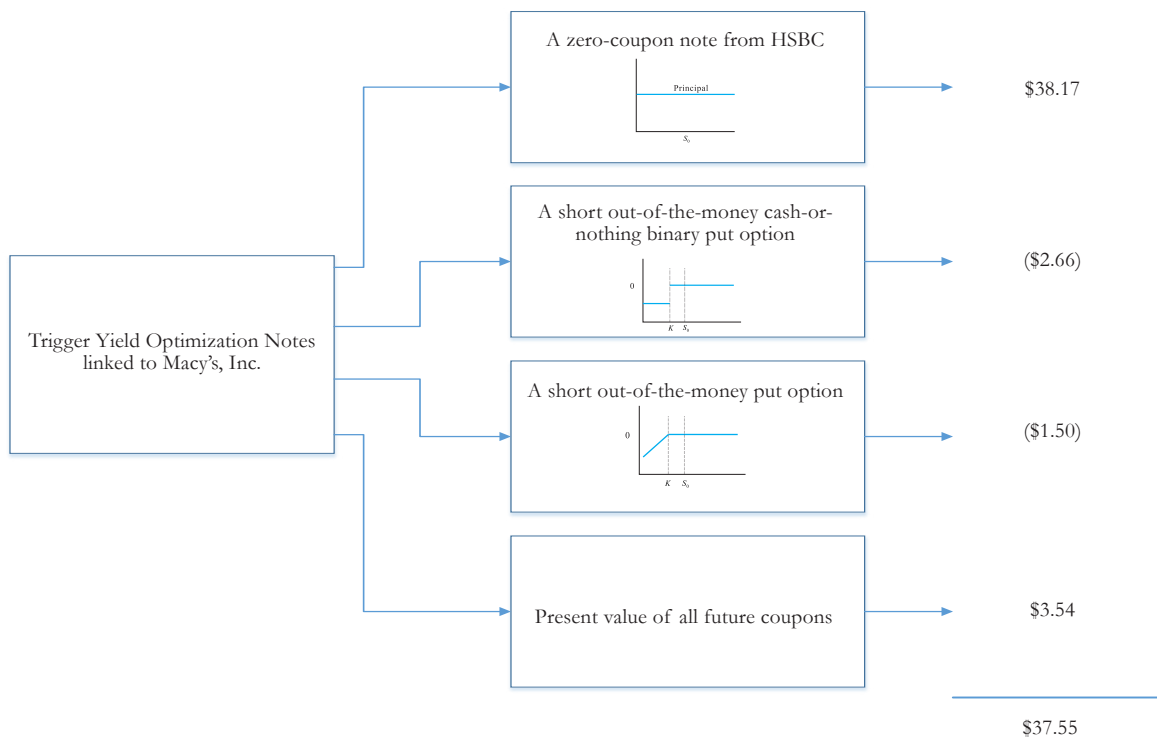 A zero-coupon note from HSBC
Principal
S₀
$38.17
A short out-of-the-money cash-or-
nothing binary put option
0
K S₀
($2.66)
Trigger Yield Optimization Notes
linked to Macy's, Inc.
A short out-of-the-money put option
0
K S₀
($1.50)
Present value of all future coupons
$3.54
$37.55